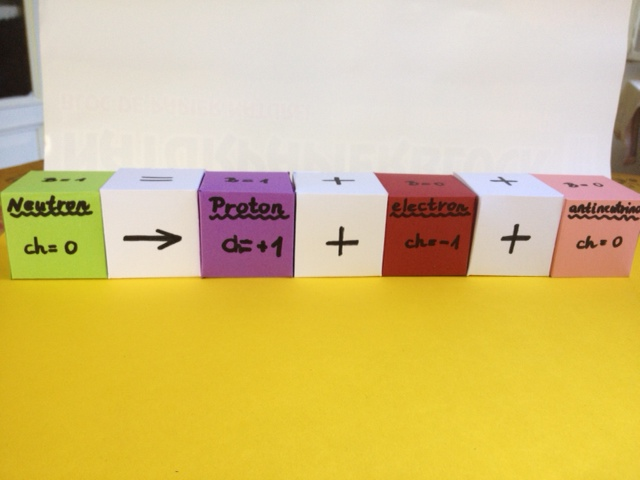 B=1 = B=1 + B=0 + B=0
Neutron → Proton + electron + antineutrino
ch=0 ch=+1 ch=-1 ch=0